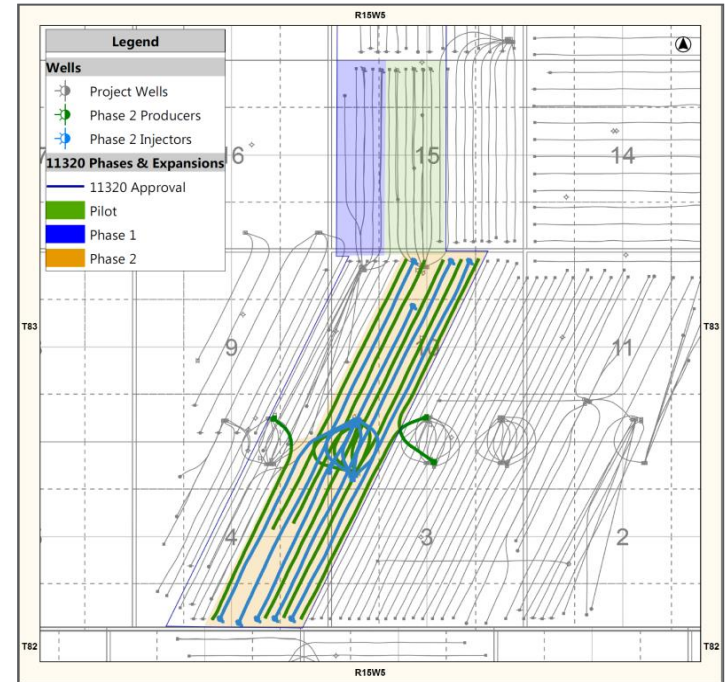 R15W5
Legend
Wells
Project Wells
Phase 2 Producers
Phase 2 Injectors
11320 Phases & Expansions
11320 Approval
Pilot
Phase 1
Phase 2
16
15
14
T83
T83
9
10
11
4
3
2
T82
T82
R15W5